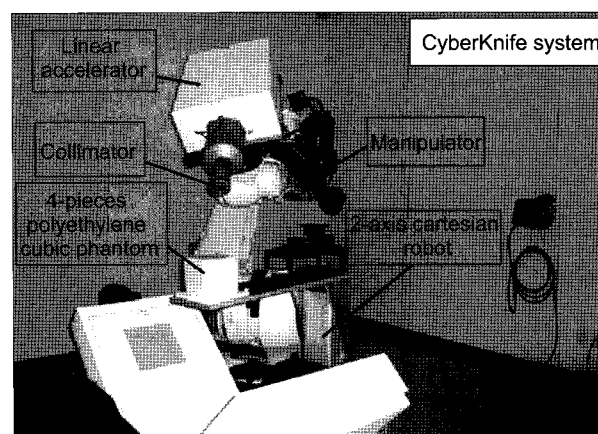 CyberKnife system
Linear
accelerator
Collimator
Manipulator
4-pieces
polyethylene
cubic phantom
2-axis cartesian
robot